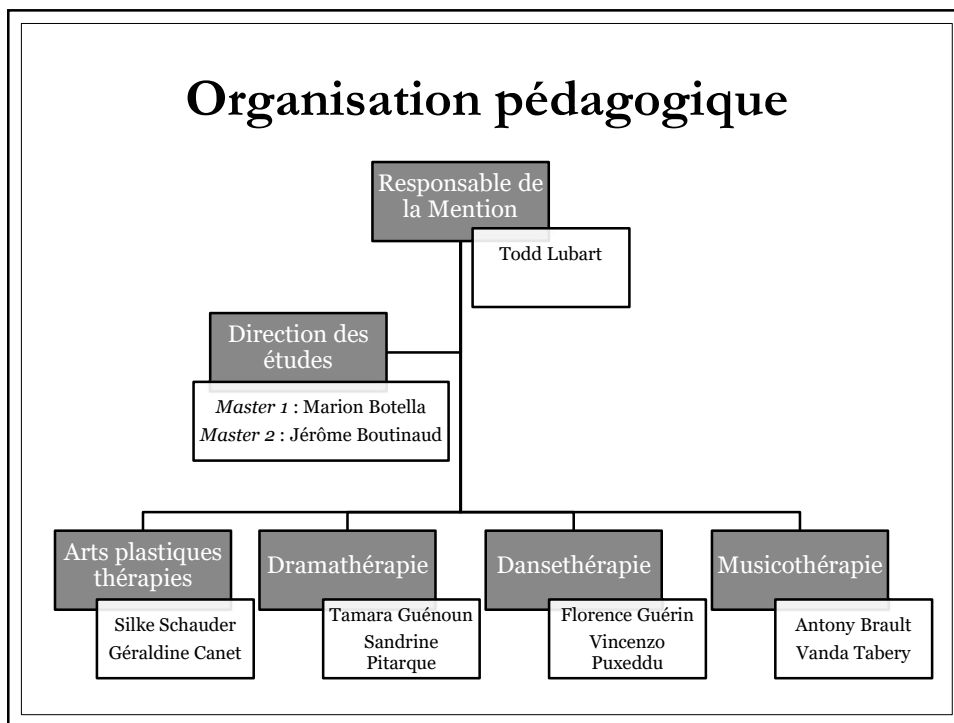 Organisation pédagogique
Responsable de
la Mention
Todd Lubart
Direction des
études
Master 1 : Marion Botella
Master 2 : Jérôme Boutinaud
Arts plastiques
thérapies
Silke Schauder
Géraldine Canet
Dramathérapie
Tamara Guénoun
Sandrine
Pitarque
Dansethérapie
Florence Guérin
Vincenzo
Puxeddu
Musicothérapie
Antony Brault
Vanda Tabery